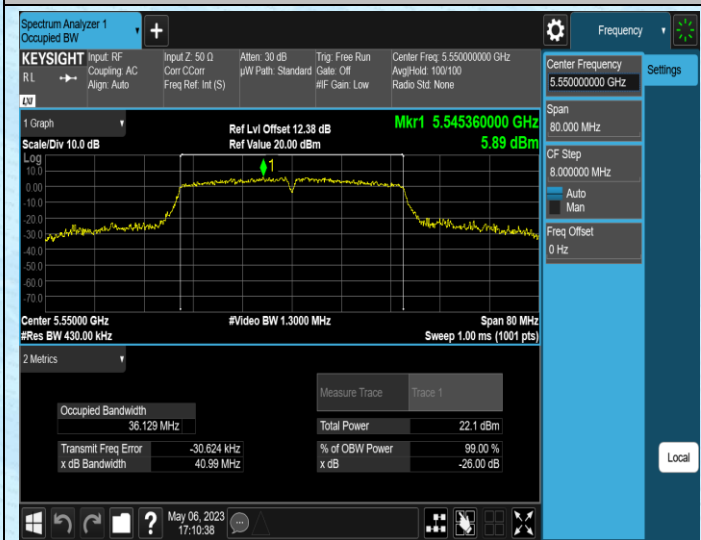 Spectrum Analyzer 1
Occupied BW
Frequency
KEYSIGHT
RL
LXI
Input: RF
Coupling: AC
Align: Auto
Input Z: 50 Ω
Corr CCorr
Freq Ref: Int (S)
Atten: 30 dB
µW Path: Standard
Trig: Free Run
Gate: Off
#IF Gain: Low
Center Freq: 5.550000000 GHz
Avg|Hold: 100/100
Radio Std: None
Center Frequency
5.550000000 GHz
Settings
Span
80.000 MHz
CF Step
8.000000 MHz
Auto
Man
Freq Offset
0 Hz
Local
1 Graph
Scale/Div 10.0 dB
Ref Lvl Offset 12.38 dB
Ref Value 20.00 dBm
Mkr1 5.545360000 GHz
5.89 dBm
Log
10.0
0.00
-10.0
-20.0
-30.0
-40.0
-50.0
-60.0
-70.0
1
Center 5.55000 GHz
#Res BW 430.00 kHz
#Video BW 1.3000 MHz
Span 80 MHz
Sweep 1.00 ms (1001 pts)
2 Metrics
Measure Trace Trace 1
Occupied Bandwidth
36.129 MHz
Total Power 22.1 dBm
Transmit Freq Error -30.624 kHz
% of OBW Power 99.00 %
x dB Bandwidth 40.99 MHz
x dB -26.00 dB
May 06, 2023
17:10:38